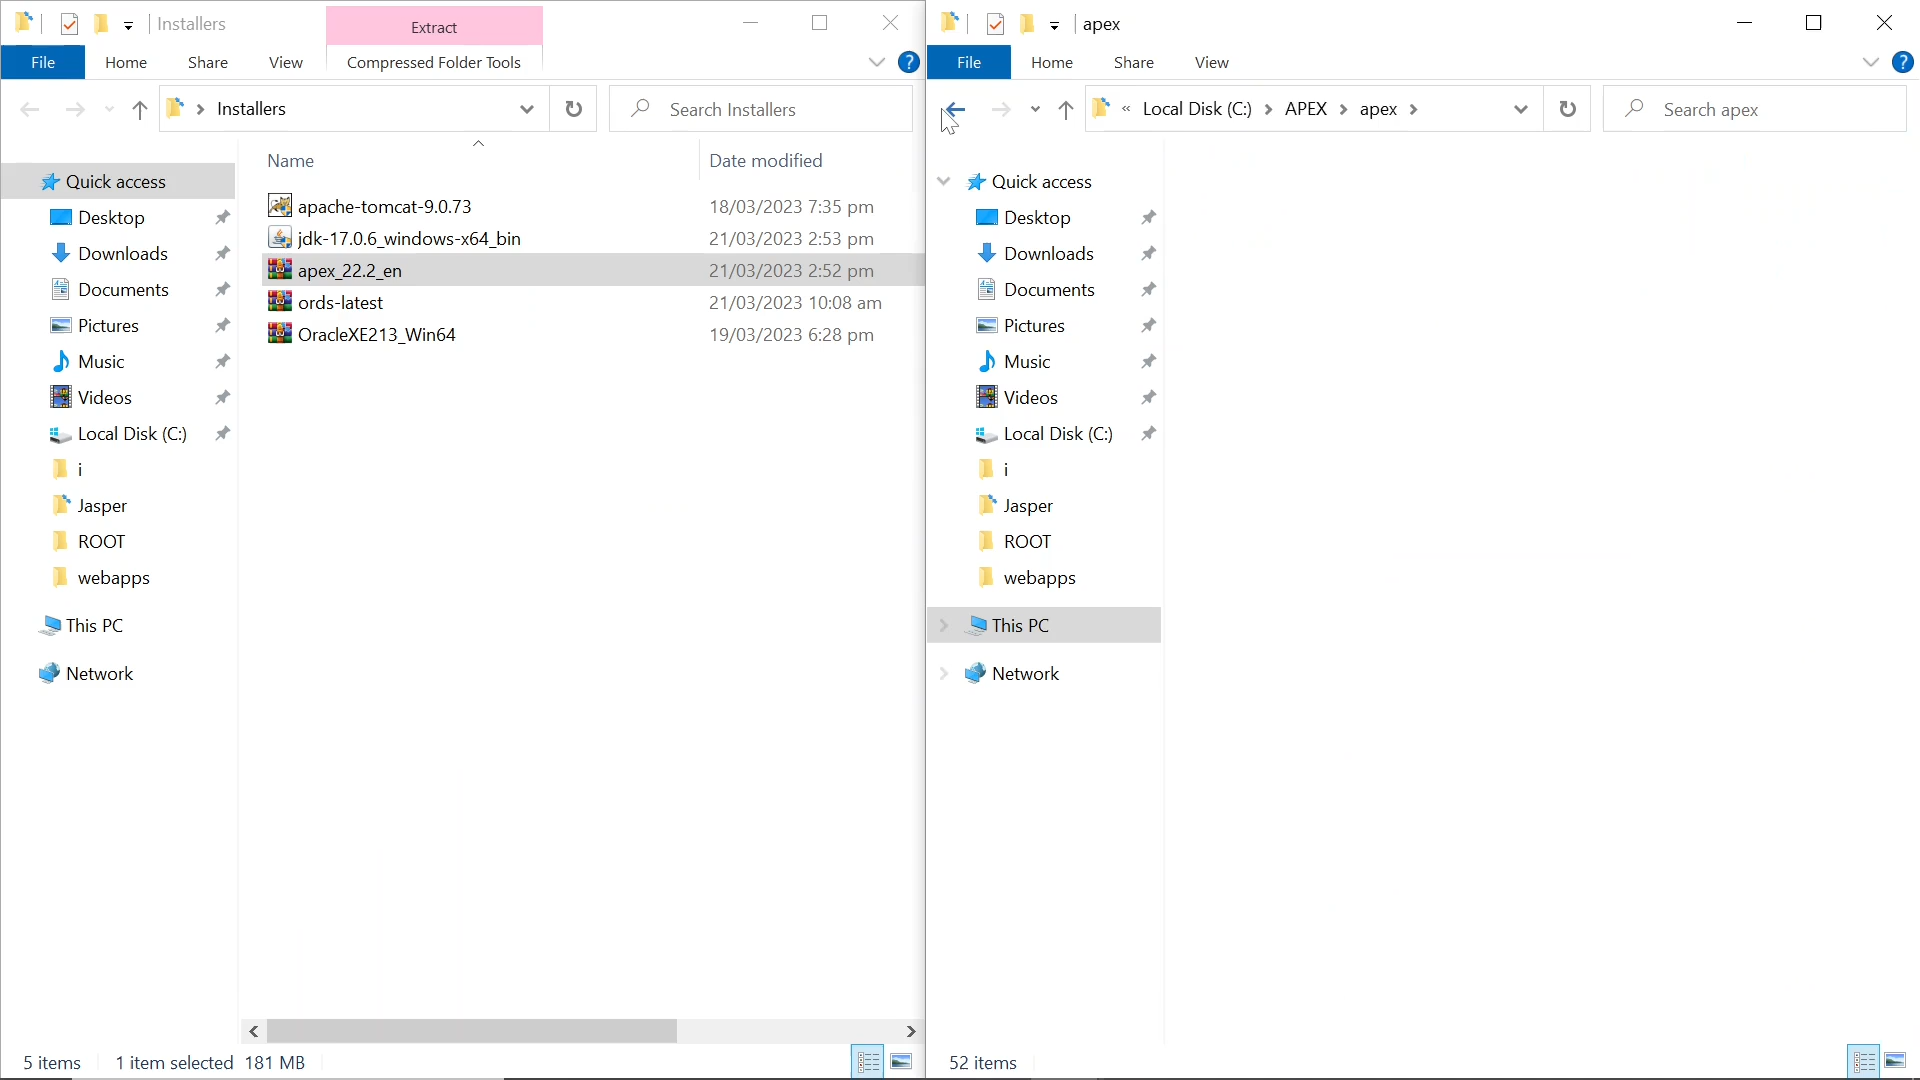 Installers
Extract
File
Home
Share
View
Compressed Folder Tools
?
Installers
Search Installers
Name
Date modified
Quick access
Desktop
Downloads
Documents
Pictures
Music
Videos
Local Disk (C:)
i
Jasper
ROOT
webapps
This PC
Network
apache-tomcat-9.0.73 18/03/2023 7:35 pm
jdk-17.0.6_windows-x64_bin 21/03/2023 2:53 pm
apex_22.2_en 21/03/2023 2:52 pm
ords-latest 21/03/2023 10:08 am
OracleXE213_Win64 19/03/2023 6:28 pm
5 items 1 item selected 181 MB
apex
File
Home
Share
View
?
« Local Disk (C:) > APEX > apex >
Search apex
Quick access
Desktop
Downloads
Documents
Pictures
Music
Videos
Local Disk (C:)
i
Jasper
ROOT
webapps
This PC
Network
52 items